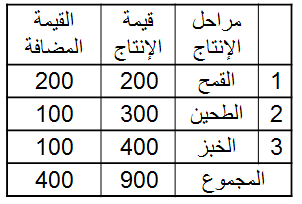 مراحل الإنتاج قيمة الإنتاج القيمة المضافة
1 القمح 200 200
2 الطحين 300 100
3 الخبز 400 100
المجموع 900 400